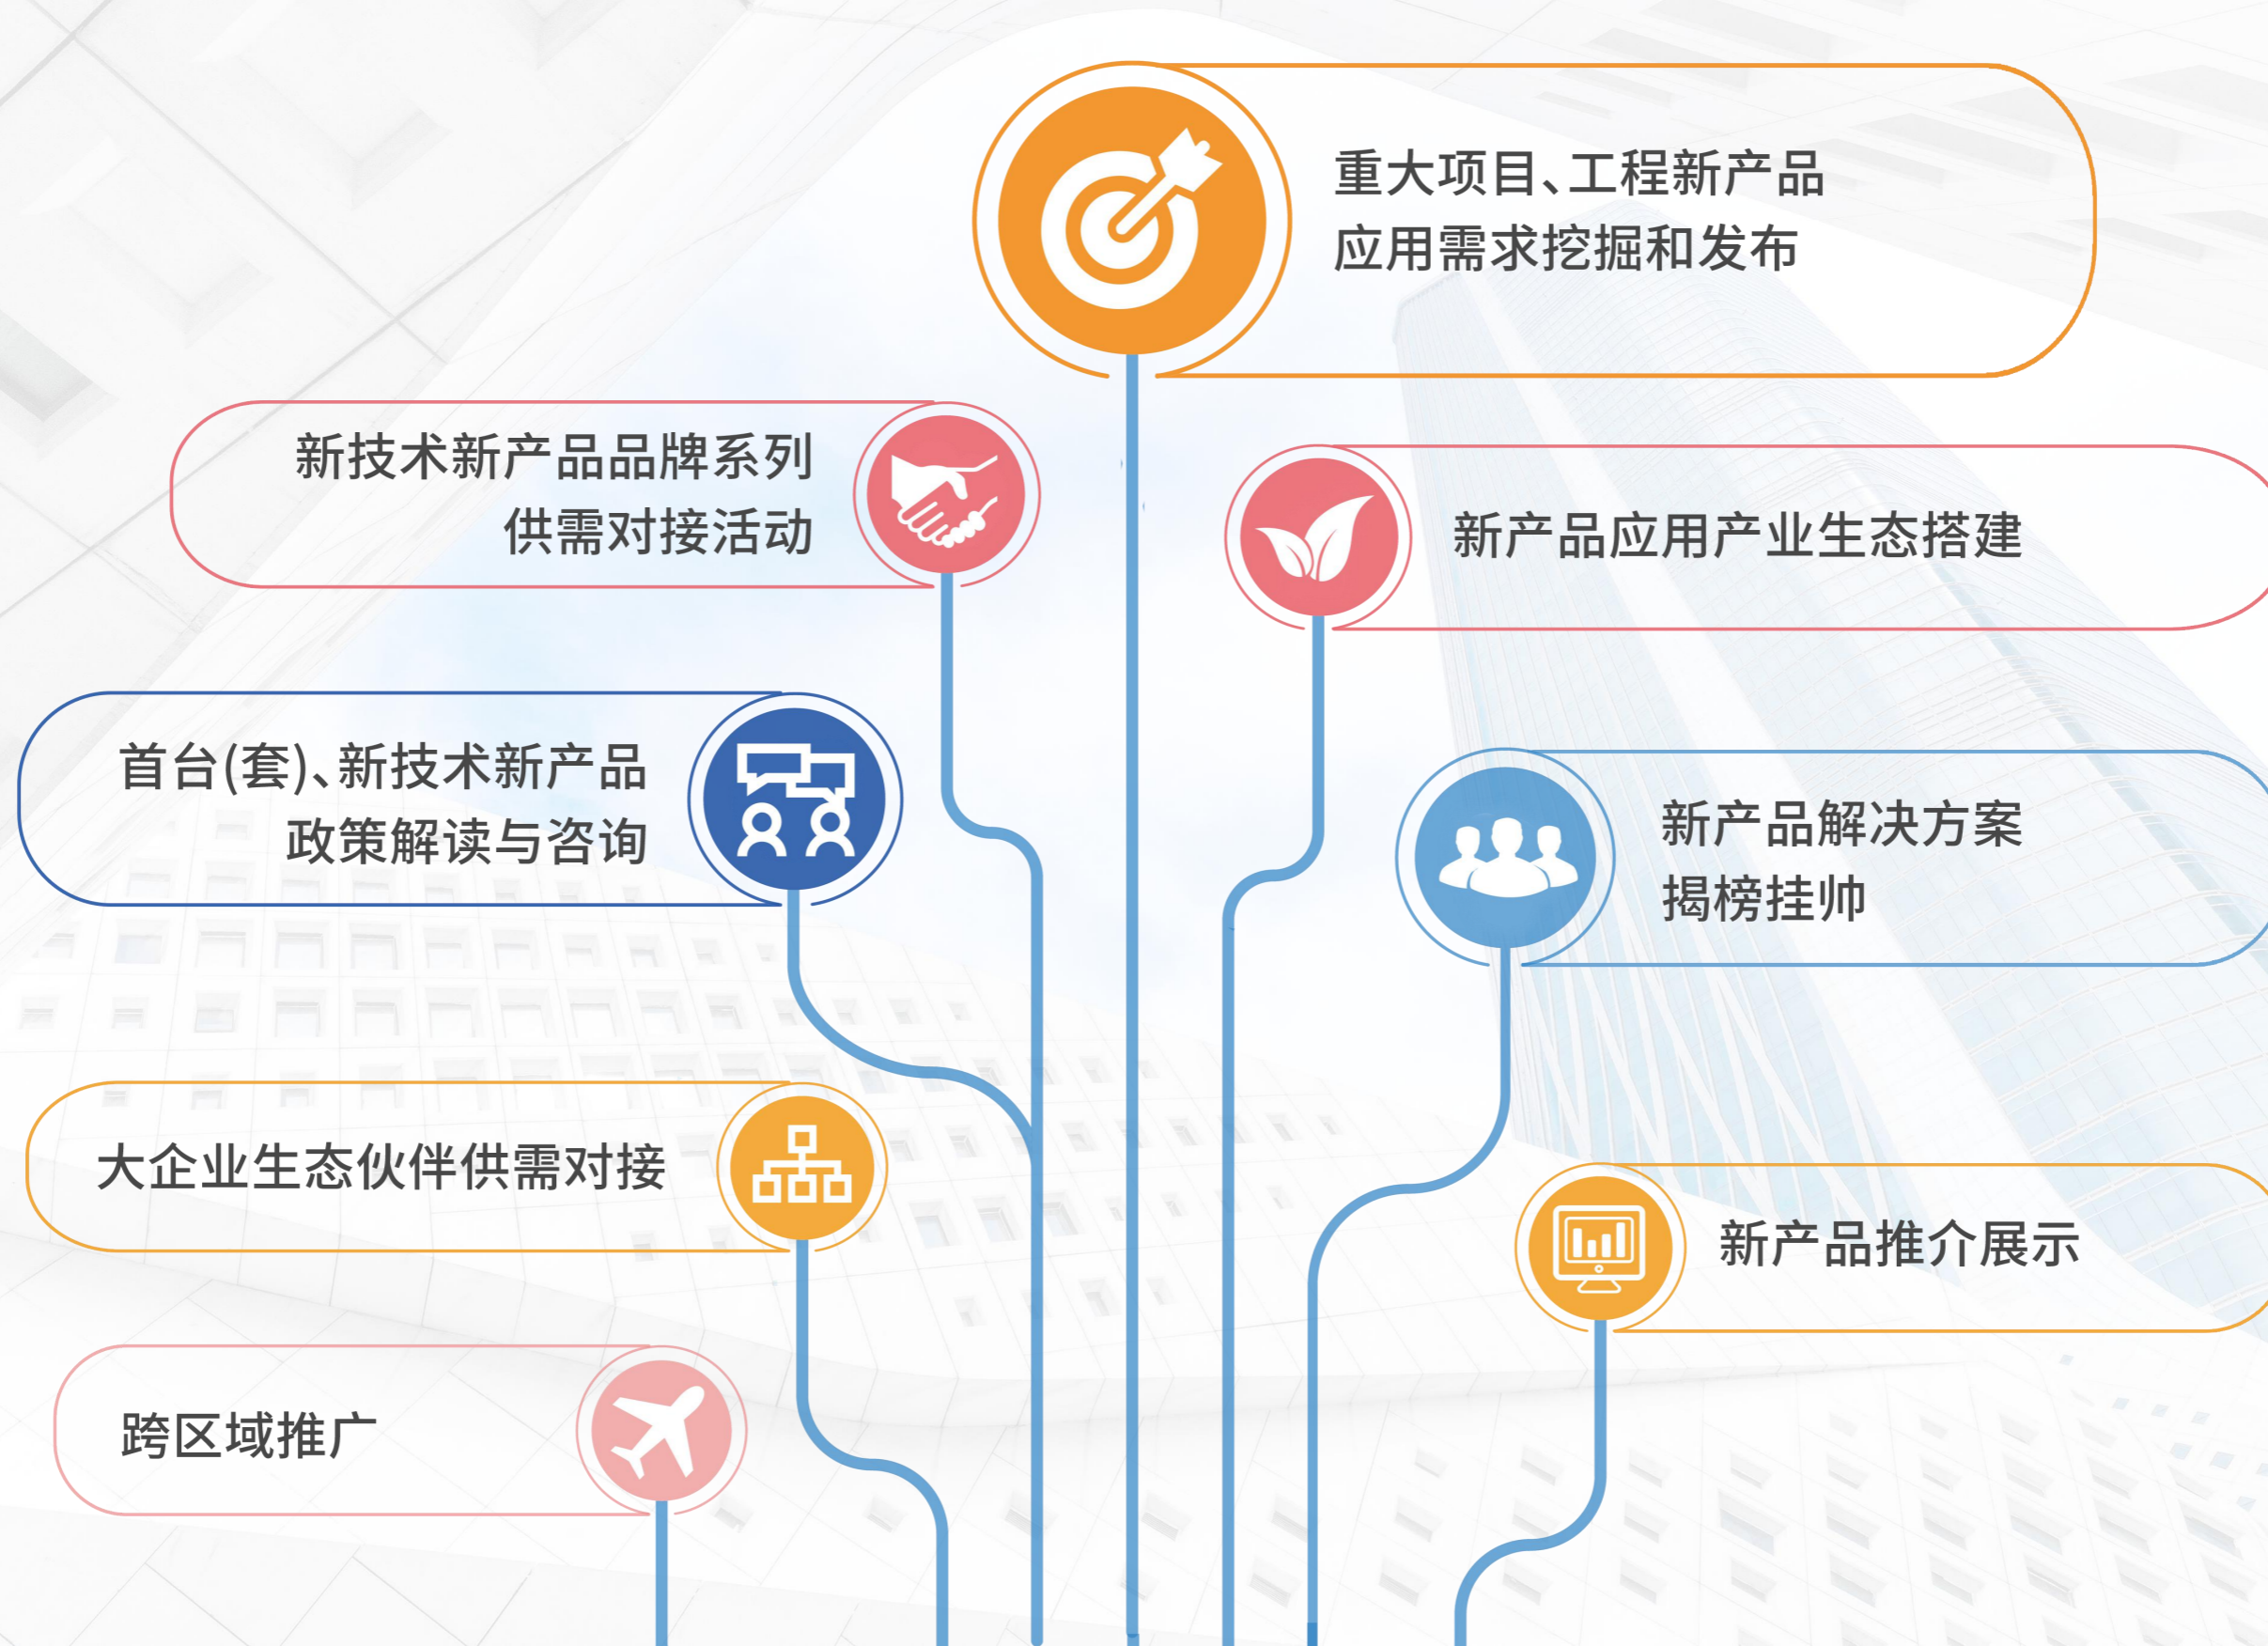 重大项目、工程新产品
应用需求挖掘和发布
新技术新产品品牌系列
供需对接活动
新产品应用产业生态搭建
首台(套)、新技术新产品
政策解读与咨询
新产品解决方案
揭榜挂帅
大企业生态伙伴供需对接
新产品推介展示
跨区域推广